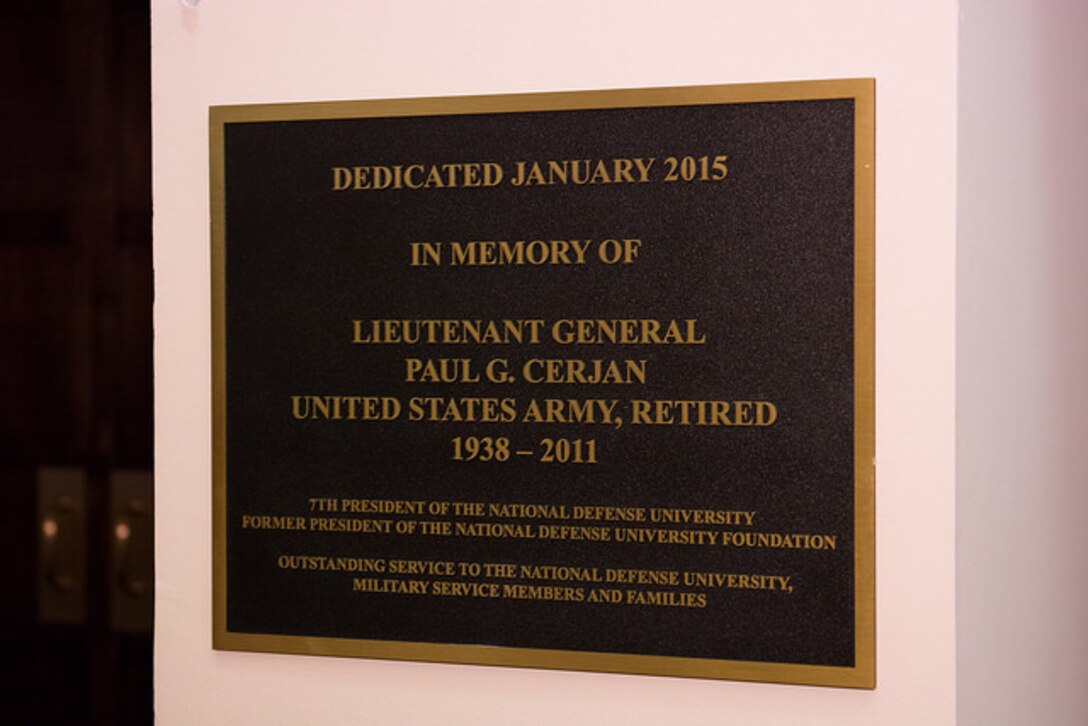 DEDICATED JANUARY 2015
IN MEMORY OF
LIEUTENANT GENERAL
PAUL G. CERJAN
UNITED STATES ARMY, RETIRED
1938 – 2011
7TH PRESIDENT OF THE NATIONAL DEFENSE UNIVERSITY
FORMER PRESIDENT OF THE NATIONAL DEFENSE UNIVERSITY FOUNDATION
OUTSTANDING SERVICE TO THE NATIONAL DEFENSE UNIVERSITY,
MILITARY SERVICE MEMBERS AND FAMILIES